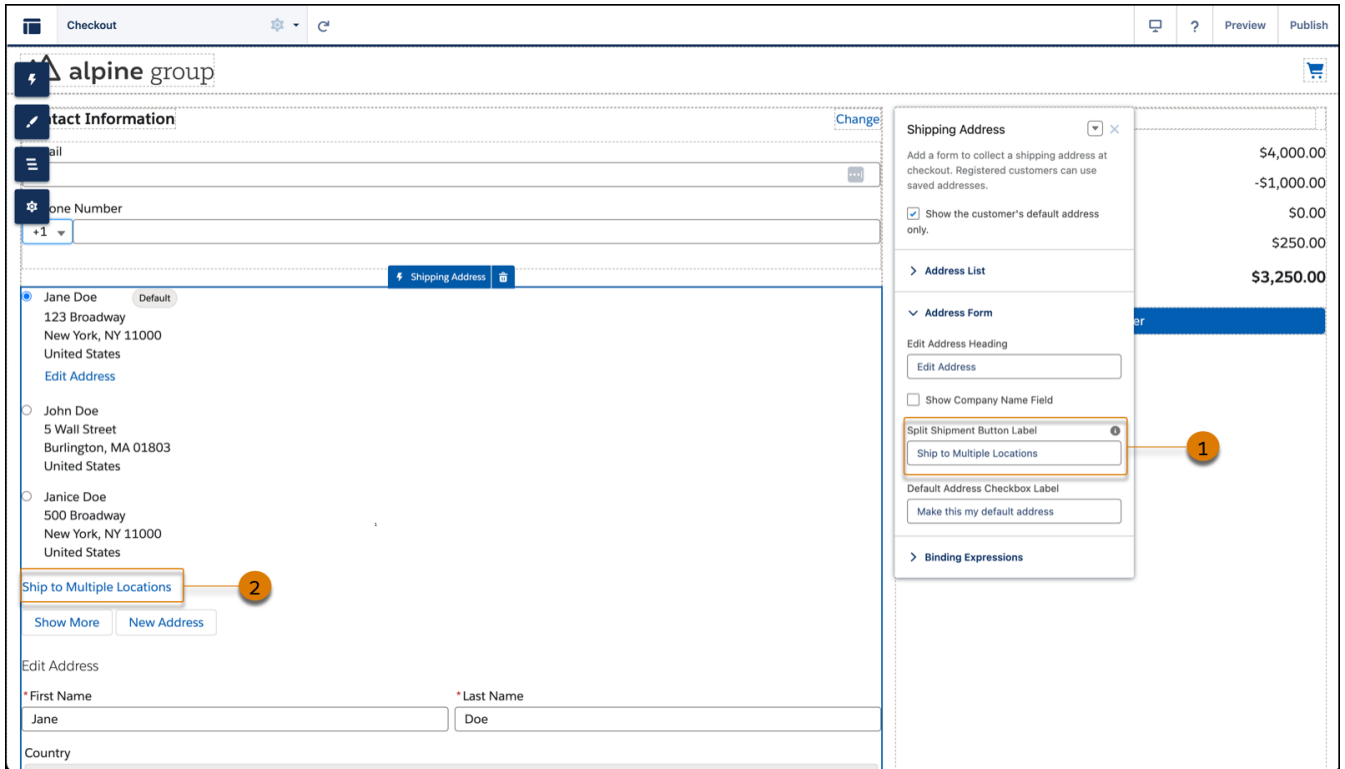 Checkout
?
Preview
Publish
alpine group
ntact Information
Change
ail
one Number
+1
Shipping Address
Jane Doe
Default
123 Broadway
New York, NY 11000
United States
Edit Address
John Doe
5 Wall Street
Burlington, MA 01803
United States
Janice Doe
500 Broadway
New York, NY 11000
United States
1
Ship to Multiple Locations
2
Show More
New Address
Edit Address
*First Name
*Last Name
Jane
Doe
Country
Shipping Address
Add a form to collect a shipping address at
checkout. Registered customers can use
saved addresses.
Show the customer's default address
only.
Address List
Address Form
Edit Address Heading
Edit Address
Show Company Name Field
Split Shipment Button Label
Ship to Multiple Locations
1
Default Address Checkbox Label
Make this my default address
Binding Expressions
$4,000.00
-$1,000.00
$0.00
$250.00
$3,250.00
er